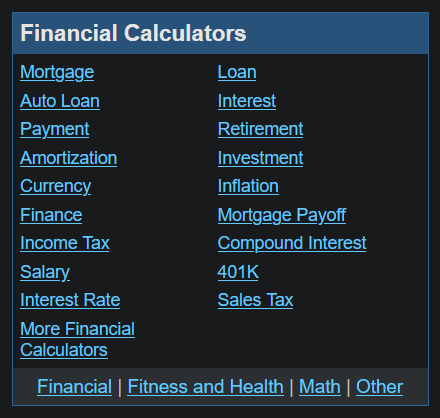 Financial Calculators
Mortgage
Auto Loan
Payment
Amortization
Currency
Finance
Income Tax
Salary
Interest Rate
More Financial
Calculators
Loan
Interest
Retirement
Investment
Inflation
Mortgage Payoff
Compound Interest
401K
Sales Tax
Financial | Fitness and Health | Math | Other